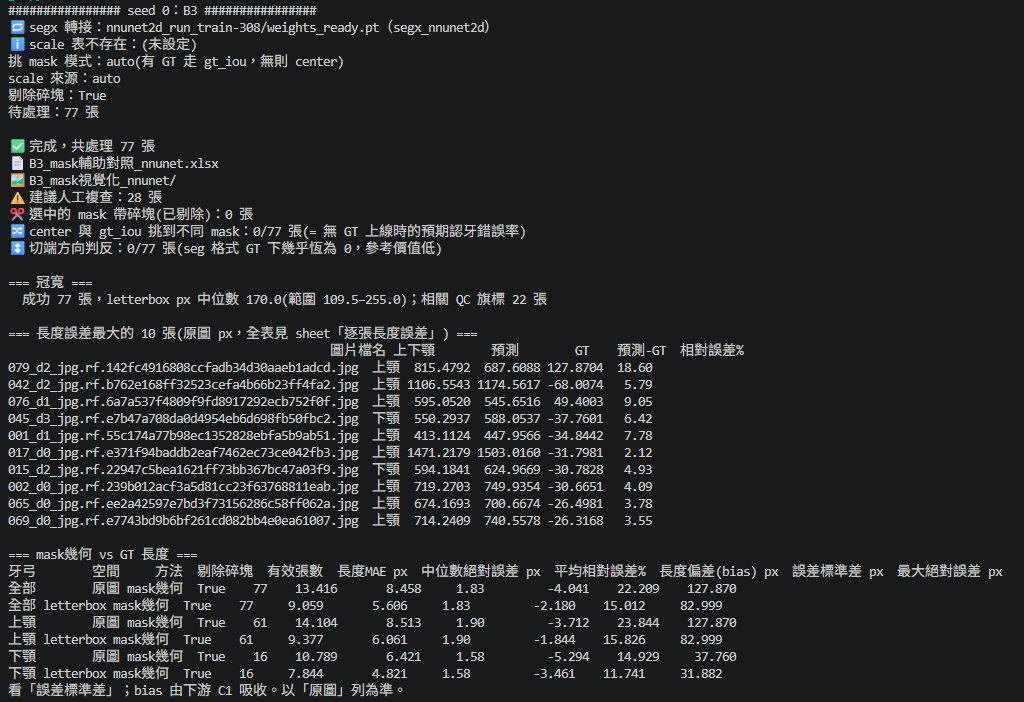 ################ seed 0：B3 ################
🔁 segx 轉接：nnunet2d_run_train-308/weights_ready.pt（segx_nnunet2d）
ℹ️ scale 表不存在：(未設定)
挑 mask 模式：auto(有 GT 走 gt_iou，無則 center)
scale 來源：auto
剔除碎塊：True
待處理：77 張
✅ 完成，共處理 77 張
📄 B3_mask輔助對照_nnunet.xlsx
🖼️ B3_mask視覺化_nnunet/
⚠️ 建議人工複查：28 張
✂️ 選中的 mask 帶碎塊(已剔除)：0 張
🔀 center 與 gt_iou 挑到不同 mask：0/77 張(= 無 GT 上線時的預期認牙錯誤率)
↕️ 切端方向判反：0/77 張(seg 格式 GT 下幾乎恆為 0，參考價值低)
=== 冠寬 ===
成功 77 張，letterbox px 中位數 170.0(範圍 109.5–255.0)；相關 QC 旗標 22 張
=== 長度誤差最大的 10 張(原圖 px，全表見 sheet「逐張長度誤差」) ===
圖片檔名 上下顎 預測 GT 預測-GT 相對誤差%
079_d2_jpg.rf.142fc4916808ccfadb34d30aaeb1adcd.jpg 上顎 815.4792 687.6088 127.8704 18.60
042_d2_jpg.rf.b762e168ff32523cefa4b66b23ff4fa2.jpg 上顎 1106.5543 1174.5617 -68.0074 5.79
076_d1_jpg.rf.6a7a537f4809f9fd8917292ecb752f0f.jpg 上顎 595.0520 545.6516 49.4003 9.05
045_d3_jpg.rf.e7b47a708da0d4954eb6d698fb50fbc2.jpg 下顎 550.2937 588.0537 -37.7601 6.42
001_d1_jpg.rf.55c174a77b98ec1352828ebfa5b9ab51.jpg 上顎 413.1124 447.9566 -34.8442 7.78
017_d0_jpg.rf.e371f94baddb2eaf7462ec73ce042fb3.jpg 上顎 1471.2179 1503.0160 -31.7981 2.12
015_d2_jpg.rf.22947c5bea1621ff73bb367bc47a03f9.jpg 下顎 594.1841 624.9669 -30.7828 4.93
002_d0_jpg.rf.239b012acf3a5d81cc23f63768811eab.jpg 上顎 719.2703 749.9354 -30.6651 4.09
065_d0_jpg.rf.ee2a42597e7bd3f73156286c58ff062a.jpg 上顎 674.1693 700.6674 -26.4981 3.78
069_d0_jpg.rf.e7743bd9b6bf261cd082bb4e0ea61007.jpg 上顎 714.2409 740.5578 -26.3168 3.55
=== mask幾何 vs GT 長度 ===
牙弓 空間 方法 剔除碎塊 有效張數 長度MAE px 中位數絕對誤差 px 平均相對誤差% 長度偏差(bias) px 誤差標準差 px 最大絕對誤差 px
全部 原圖 mask幾何 True 77 13.416 8.458 1.83 -4.041 22.209 127.870
全部 letterbox mask幾何 True 77 9.059 5.606 1.83 -2.180 15.012 82.999
上顎 原圖 mask幾何 True 61 14.104 8.513 1.90 -3.712 23.844 127.870
上顎 letterbox mask幾何 True 61 9.377 6.061 1.90 -1.844 15.826 82.999
下顎 原圖 mask幾何 True 16 10.789 6.421 1.58 -5.294 14.929 37.760
下顎 letterbox mask幾何 True 16 7.844 4.821 1.58 -3.461 11.741 31.882
看「誤差標準差」；bias 由下游 C1 吸收。以「原圖」列為準。